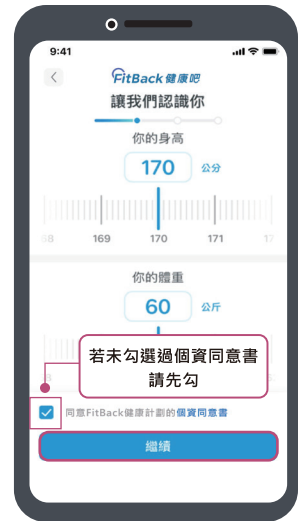 9:41
FitBack健康吧
讓我們認識你
你的身高
170 公分
169 170 171 17
你的體重
60 公斤
若未勾選過個資同意書
請先勾
同意FitBack健康計劃的個資同意書
繼續